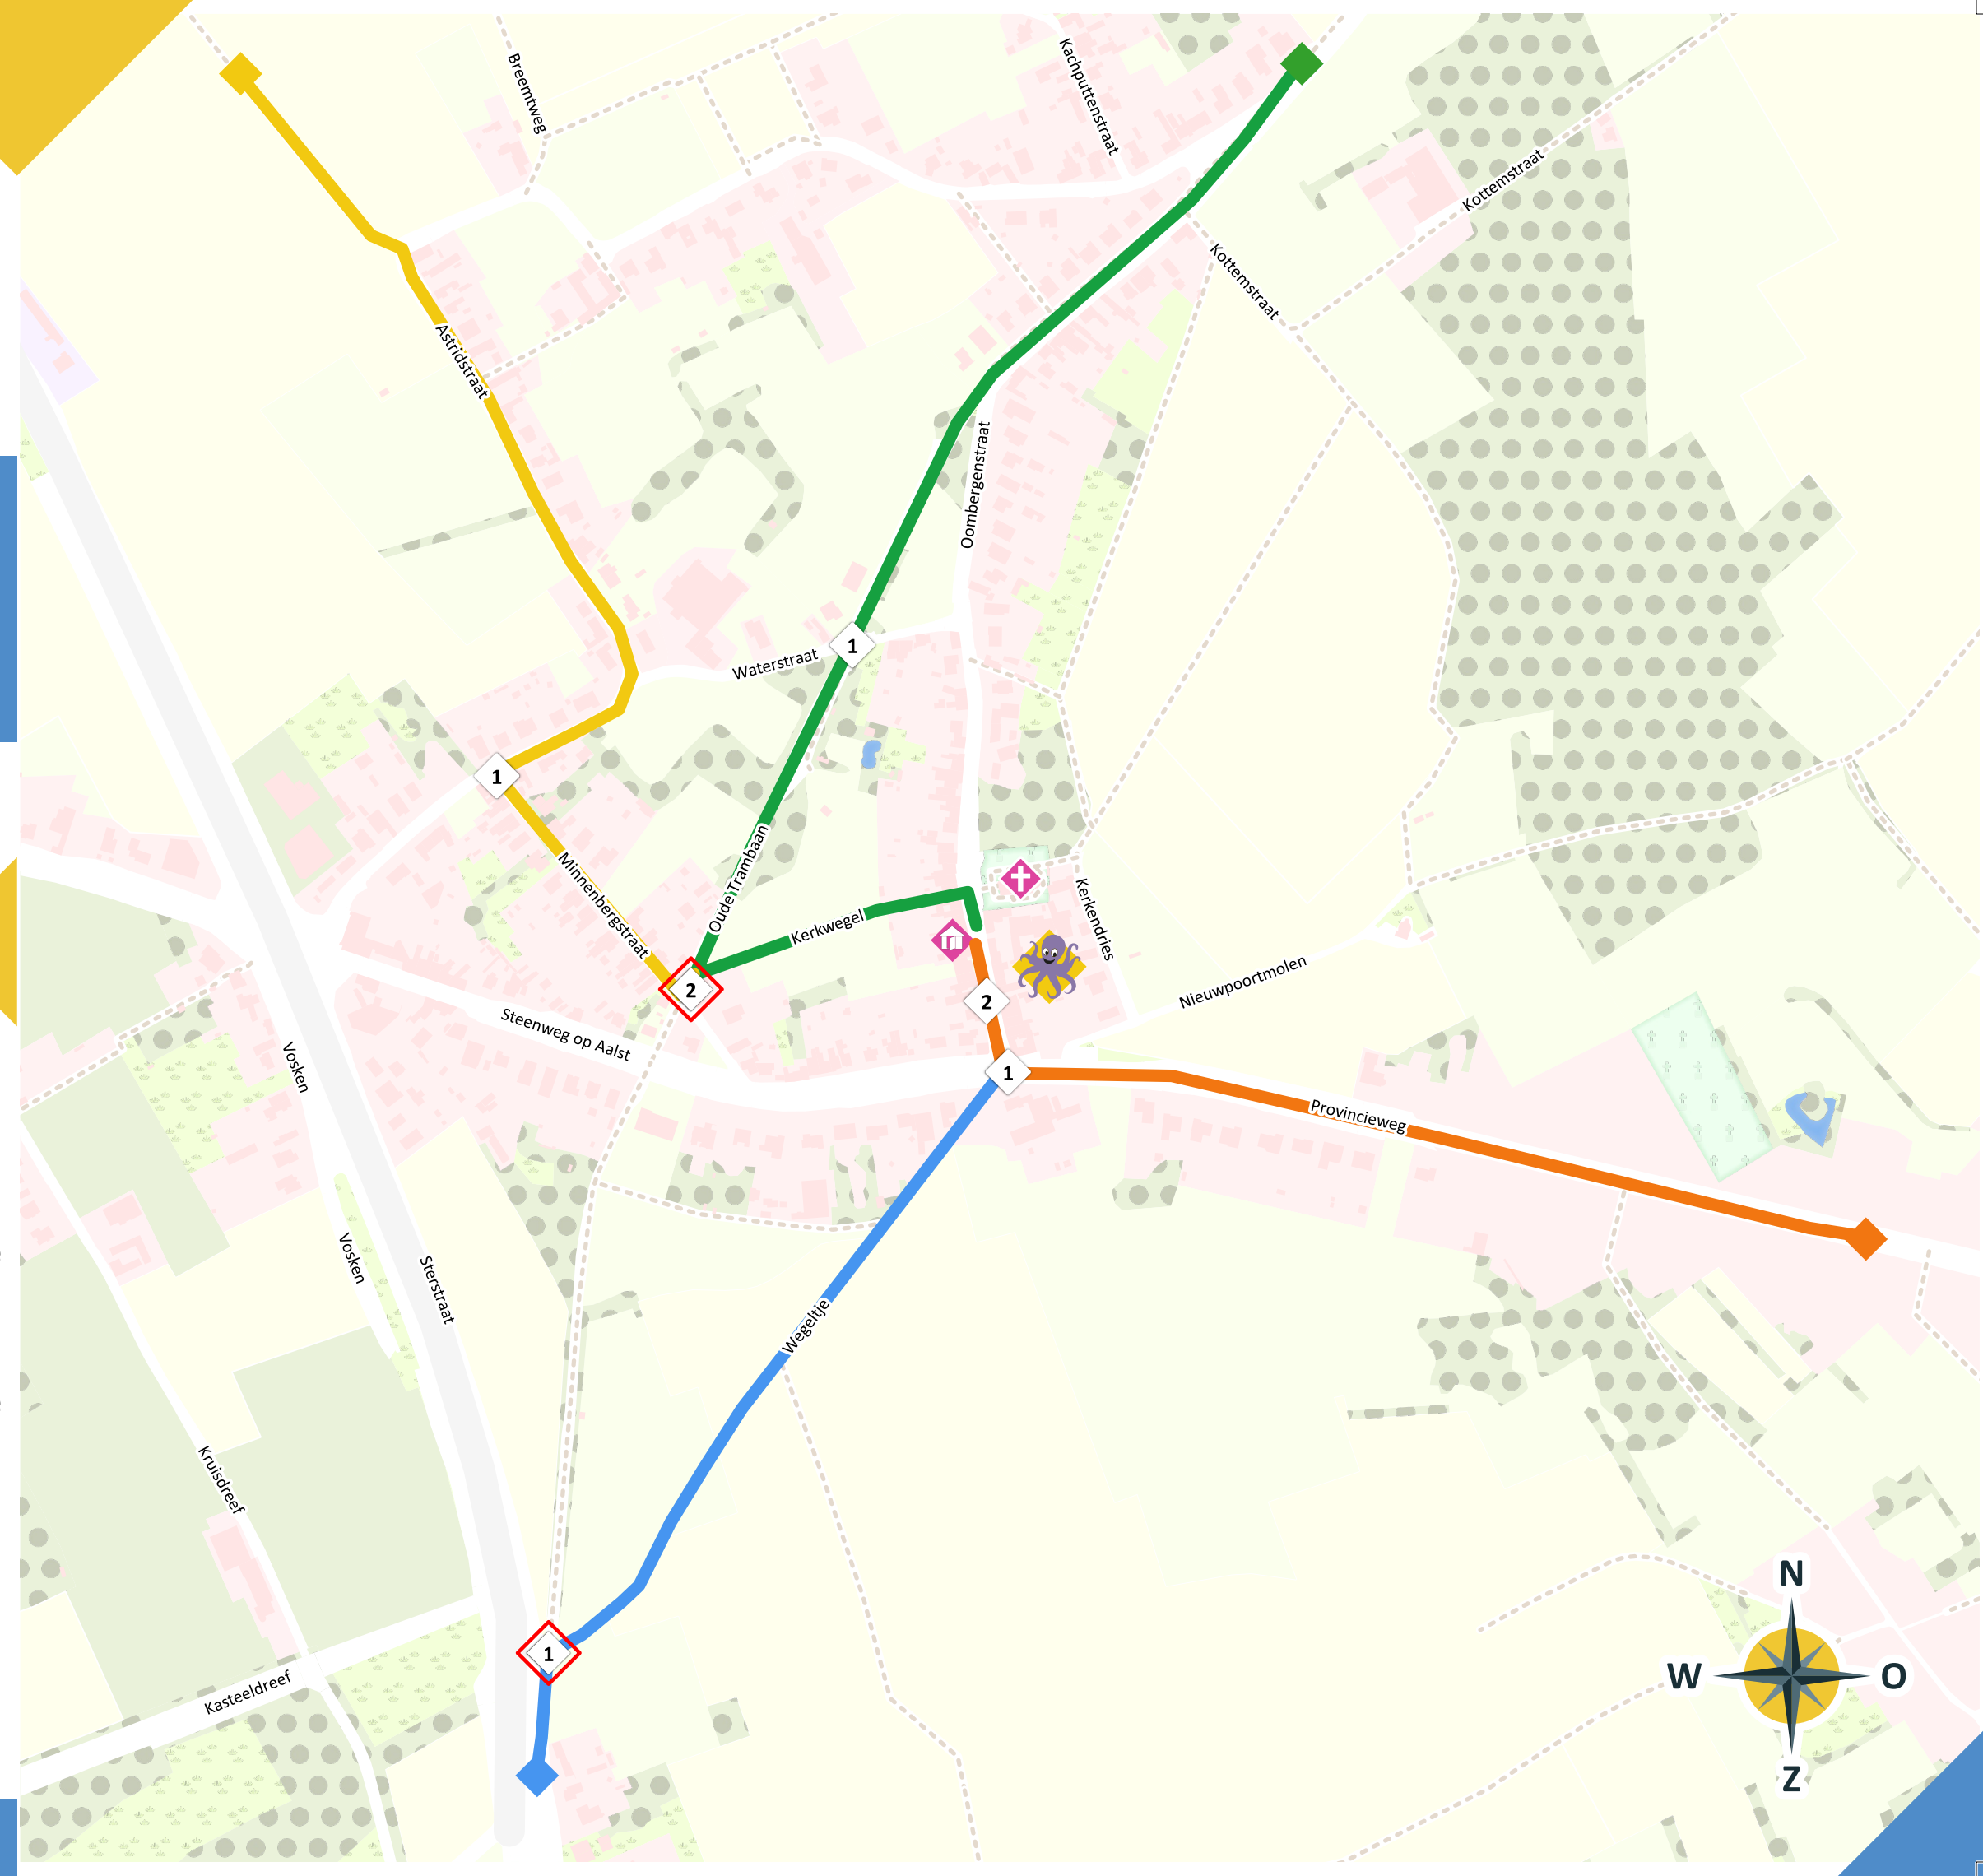 Breemtweg
Kachputtenstraat
Kottemstraat
Kottemstraat
Astridstraat
Oombergenstraat
1
Waterstraat
1
Oude Trambaan
Minnenbergstraat
Kerkwegel
Kerkendries
2
2
Nieuwpoortmolen
Steenweg op Aalst
Vosken
1
Provincieweg
Vosken
Sterstraat
Wegeltje
Kruisdreef
N
1
Kasteeldreef
W
O
Z